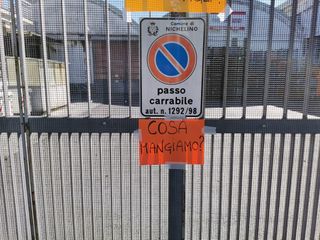 Comune di
NICHELINO
passo
carrabile
aut. n. 1292/98
COSA
MANGIAMO?